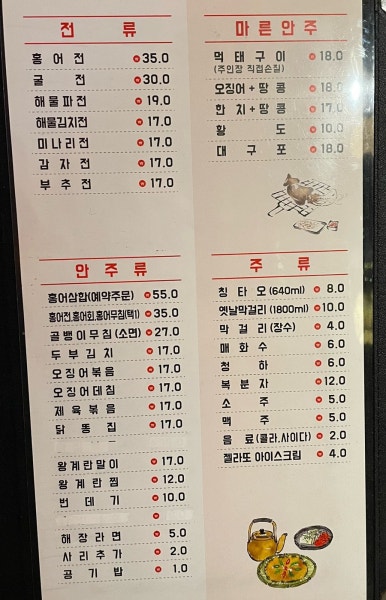 전 류
홍어전 35.0
굴전 30.0
해물파전 19.0
해물김치전 17.0
미나리전 17.0
감자전 17.0
부추전 17.0
안 주 류
홍어삼합(예약주문) 55.0
홍어전,홍어회,홍어무침(택1) 35.0
골뱅이무침(소면) 27.0
두부김치 17.0
오징어볶음 17.0
오징어데침 17.0
제육볶음 17.0
닭똥집 17.0
왕계란말이 17.0
왕계란찜 12.0
번데기 10.0
해장라면 5.0
사리추가 2.0
공기밥 1.0
마 른 안 주
먹태구이 18.0
(주인장 직접손질)
오징어+땅콩 18.0
한치+땅콩 17.0
황도 10.0
대구포 18.0
주 류
칭타오(640ml) 8.0
옛날막걸리(1800ml) 10.0
막걸리(장수) 4.0
매화수 6.0
청하 6.0
복분자 12.0
소주 5.0
맥주 5.0
음료(콜라,사이다) 2.0
젤라또 아이스크림 4.0